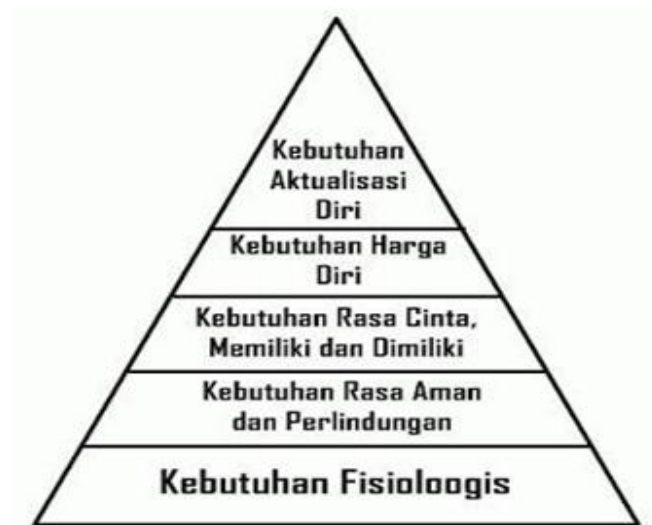 Kebutuhan
Aktualisasi
Diri
Kebutuhan Harga
Diri
Kebutuhan Rasa Cinta,
Memiliki dan Dimiliki
Kebutuhan Rasa Aman
dan Perlindungan
Kebutuhan Fisioloogis